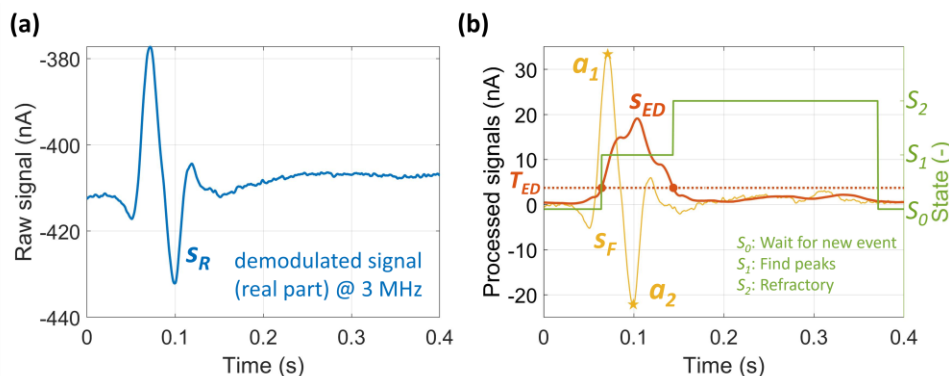 (a)
Raw signal (nA)
-380
-400
-420
-440
s_R
demodulated signal
(real part) @ 3 MHz
0
0.1
0.2
0.3
0.4
Time (s)
(b)
Processed signals (nA)
30
20
10
T_ED
0
-10
-20
a_1
s_ED
s_F
a_2
S_0: Wait for new event
S_1: Find peaks
S_2: Refractory
S_2
S_1
S_0
State (-)
0
0.1
0.2
0.3
0.4
Time (s)